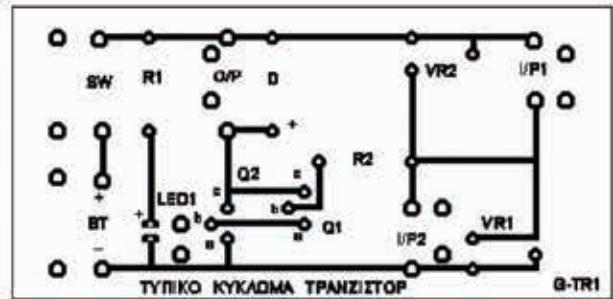 SW R1 O/P D VR2 I/P1
+
Q2 R2
c c
+ LED1 b b
BT + Q1 VR1
e e I/P2
–
ΤΥΠΙΚΟ ΚΥΚΛΩΜΑ ΤΡΑΝΖΙΣΤΟΡ G-TR1